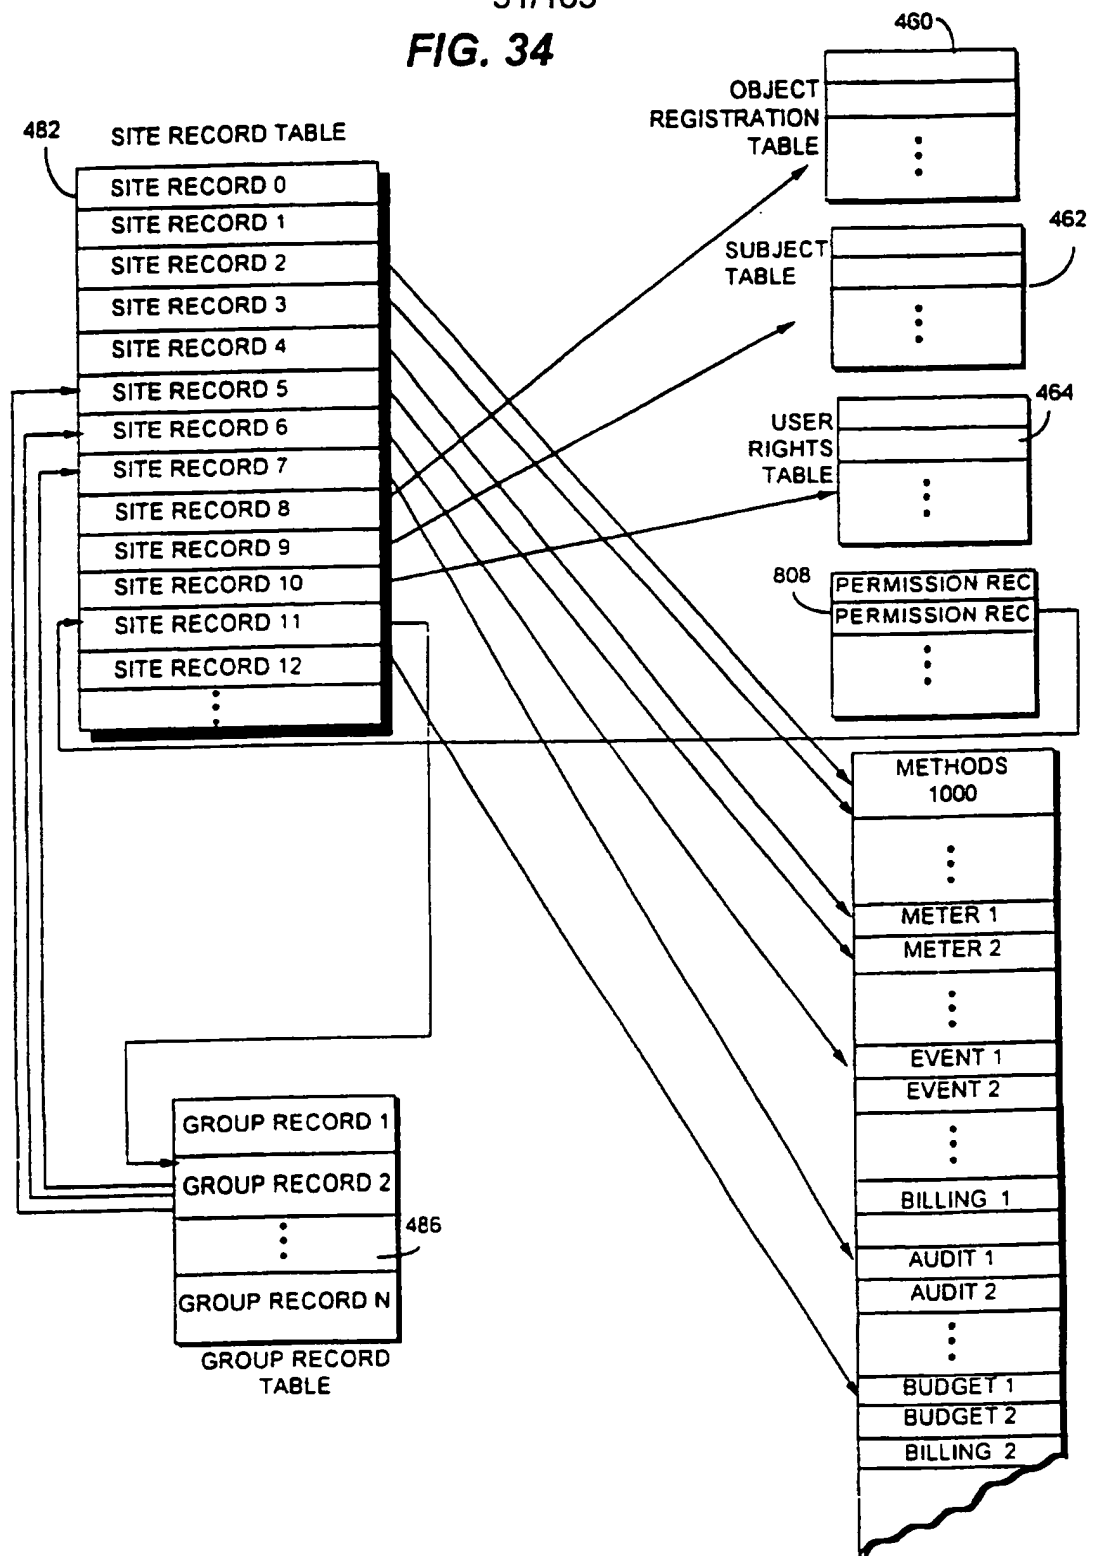 FIG. 34
460
OBJECT
REGISTRATION
TABLE
482
SITE RECORD TABLE
SITE RECORD 0
SITE RECORD 1
SITE RECORD 2
SITE RECORD 3
SITE RECORD 4
SITE RECORD 5
SITE RECORD 6
SITE RECORD 7
SITE RECORD 8
SITE RECORD 9
SITE RECORD 10
SITE RECORD 11
SITE RECORD 12
SUBJECT
TABLE
462
USER
RIGHTS
TABLE
464
808
PERMISSION REC
PERMISSION REC
METHODS
1000
METER 1
METER 2
EVENT 1
EVENT 2
BILLING 1
AUDIT 1
AUDIT 2
BUDGET 1
BUDGET 2
BILLING 2
GROUP RECORD 1
GROUP RECORD 2
486
GROUP RECORD N
GROUP RECORD
TABLE